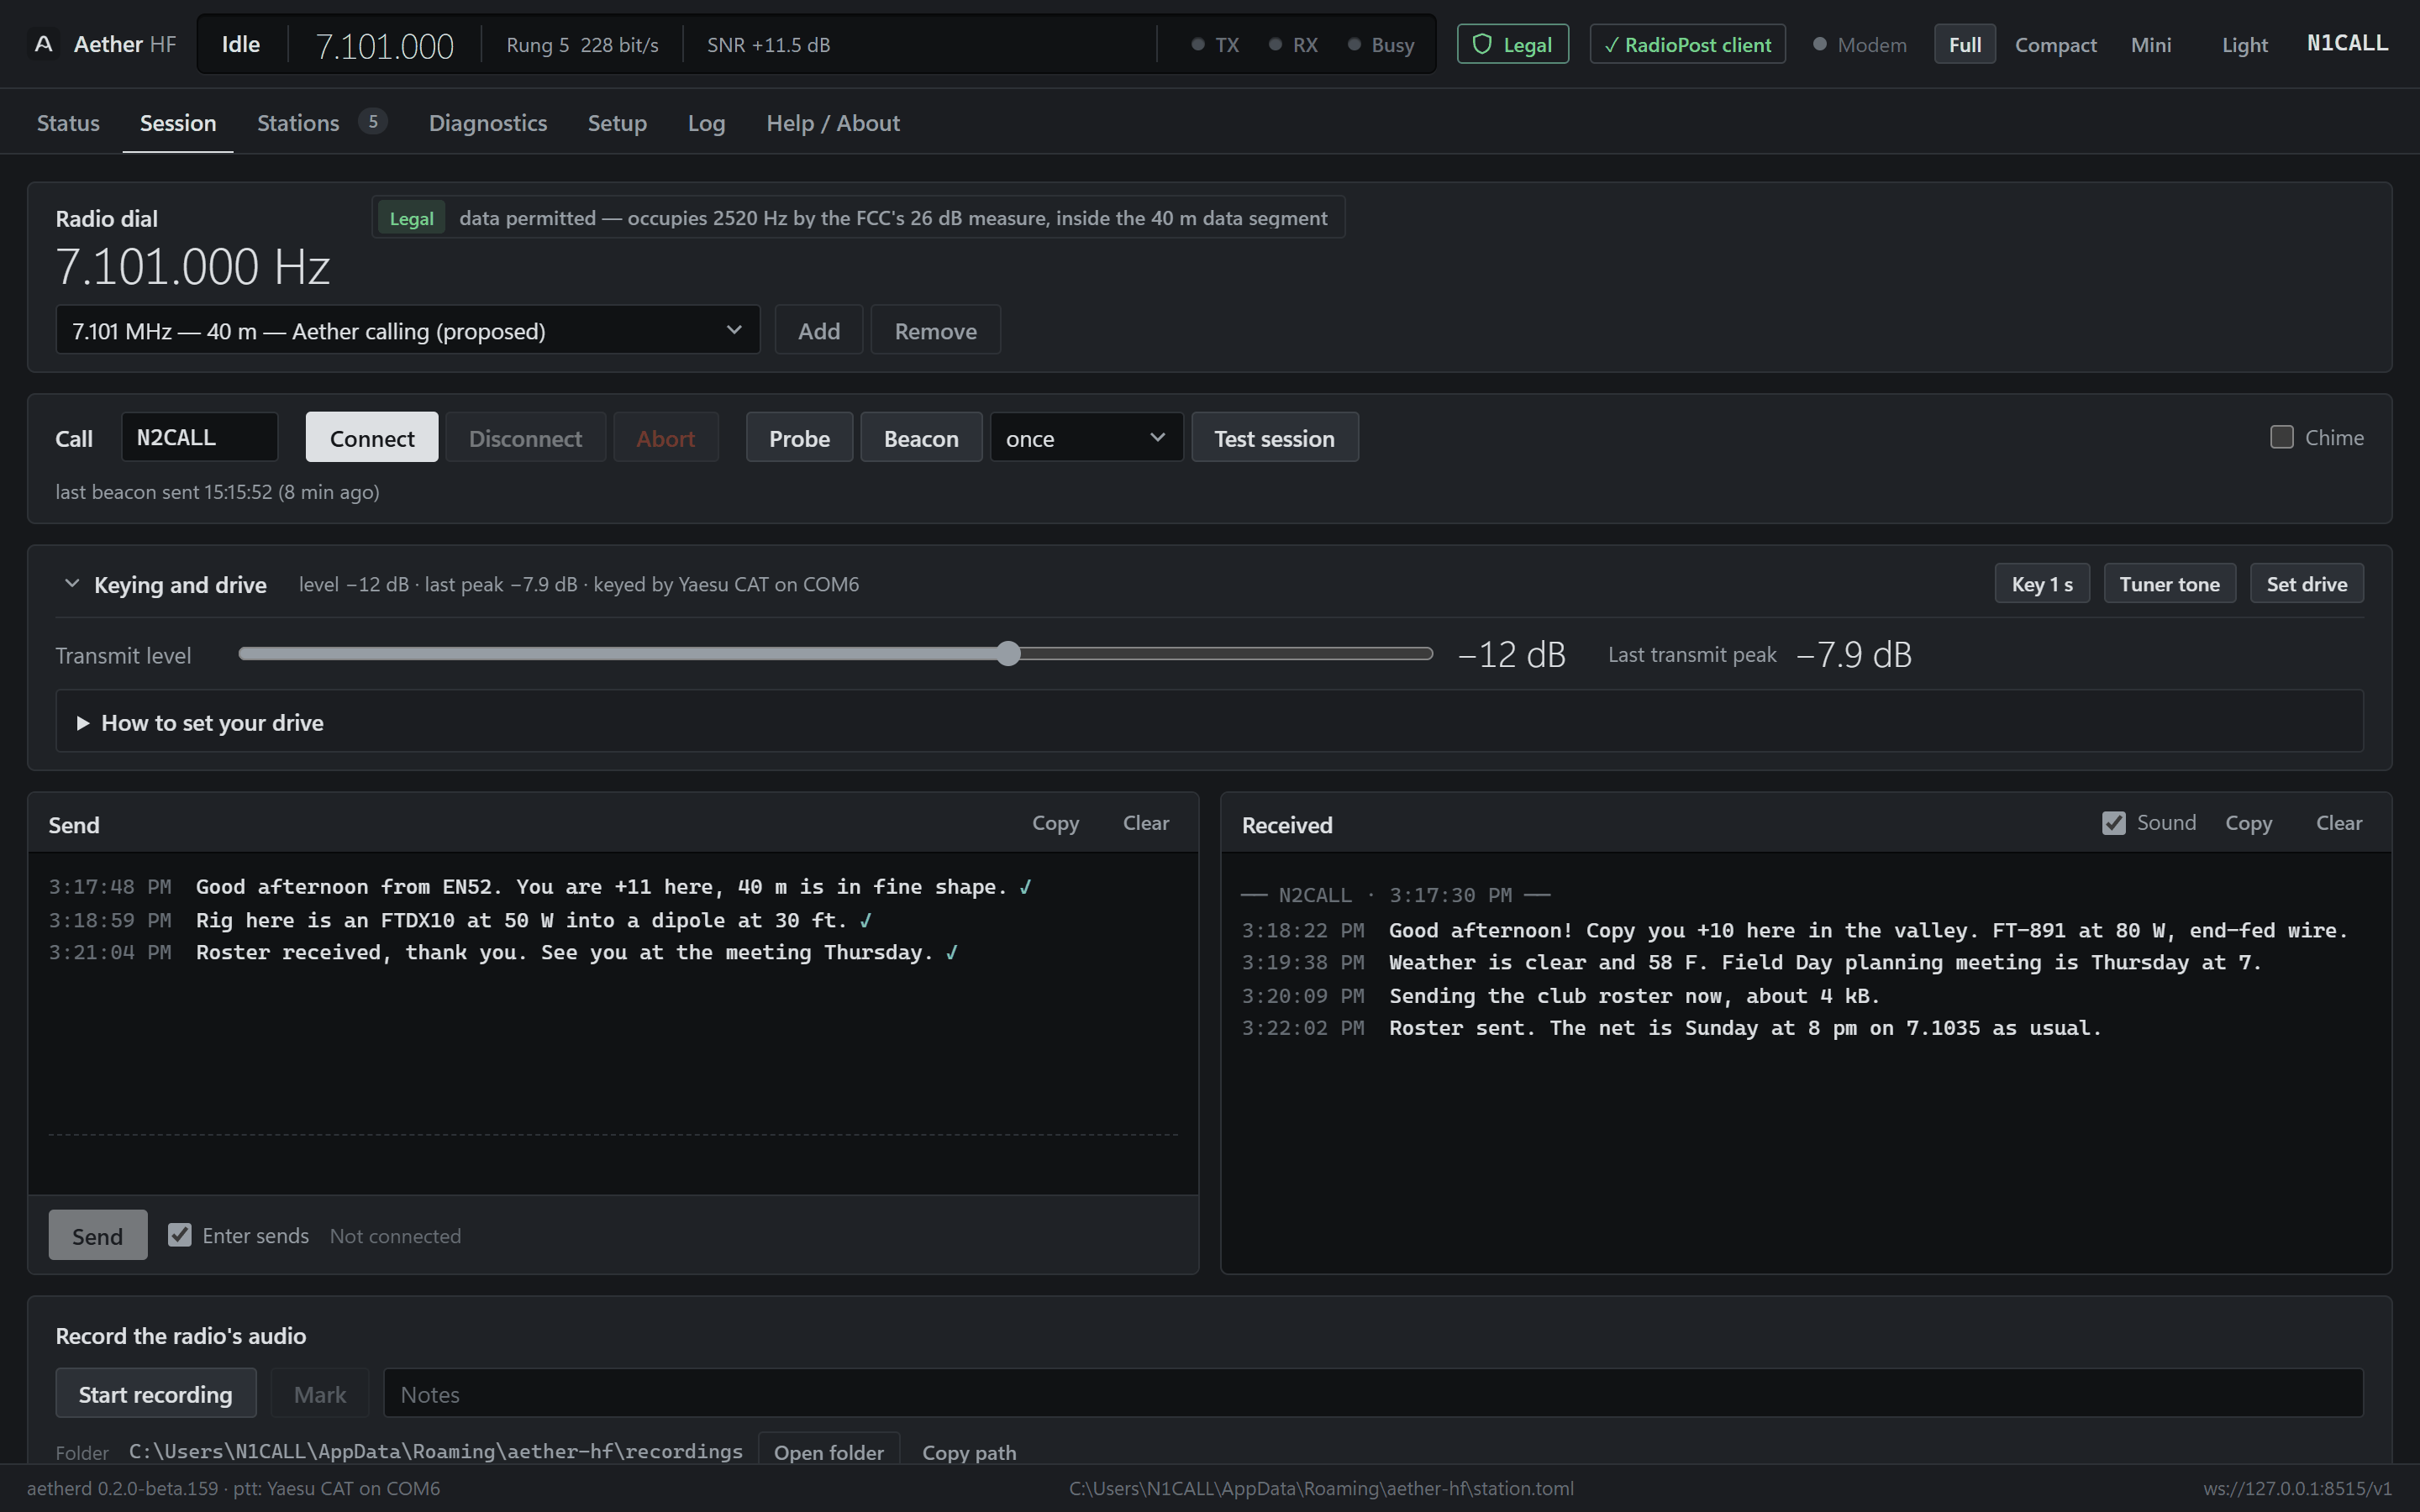 Aether HF
Idle
7.101.000
Rung 5 228 bit/s
SNR +11.5 dB
TX
RX
Busy
Legal
✓ RadioPost client
Modem
Full
Compact
Mini
Light
N1CALL
Status
Session
Stations 5
Diagnostics
Setup
Log
Help / About
Radio dial
Legal data permitted — occupies 2520 Hz by the FCC's 26 dB measure, inside the 40 m data segment
7.101.000 Hz
7.101 MHz — 40 m — Aether calling (proposed)
Add
Remove
Call
N2CALL
Connect
Disconnect
Abort
Probe
Beacon
once
Test session
Chime
last beacon sent 15:15:52 (8 min ago)
Keying and drive
level −12 dB · last peak −7.9 dB · keyed by Yaesu CAT on COM6
Key 1 s
Tuner tone
Set drive
Transmit level
−12 dB
Last transmit peak −7.9 dB
▶ How to set your drive
Send
Copy
Clear
3:17:48 PM Good afternoon from EN52. You are +11 here, 40 m is in fine shape. ✓
3:18:59 PM Rig here is an FTDX10 at 50 W into a dipole at 30 ft. ✓
3:21:04 PM Roster received, thank you. See you at the meeting Thursday. ✓
Send
Enter sends
Not connected
Received
Sound
Copy
Clear
— N2CALL · 3:17:30 PM —
3:18:22 PM Good afternoon! Copy you +10 here in the valley. FT-891 at 80 W, end-fed wire.
3:19:38 PM Weather is clear and 58 F. Field Day planning meeting is Thursday at 7.
3:20:09 PM Sending the club roster now, about 4 kB.
3:22:02 PM Roster sent. The net is Sunday at 8 pm on 7.1035 as usual.
Record the radio's audio
Start recording
Mark
Notes
Folder C:\Users\N1CALL\AppData\Roaming\aether-hf\recordings
Open folder
Copy path
aetherd 0.2.0-beta.159 · ptt: Yaesu CAT on COM6
C:\Users\N1CALL\AppData\Roaming\aether-hf\station.toml
ws://127.0.0.1:8515/v1